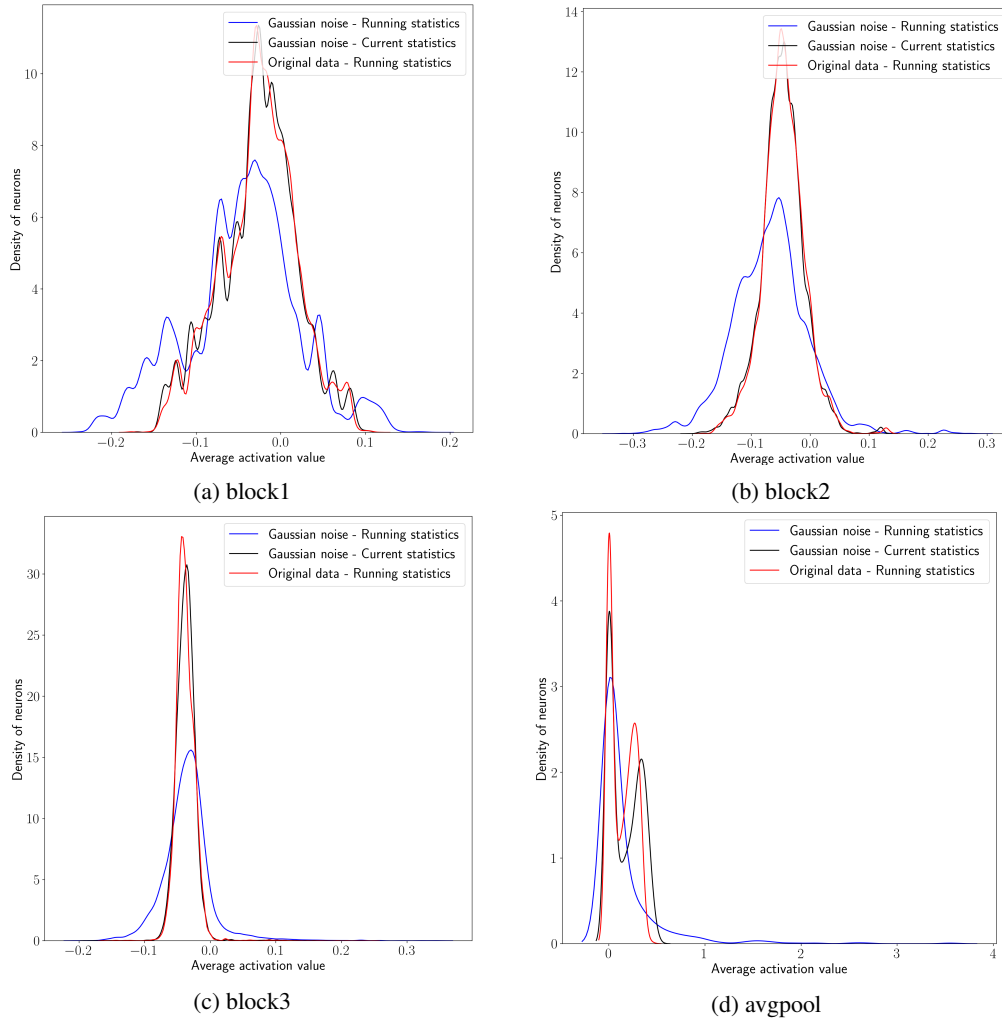 Gaussian noise - Running statistics
Gaussian noise - Current statistics
Original data - Running statistics
Density of neurons
10
8
6
4
2
0
−0.2
−0.1
0.0
0.1
0.2
Average activation value
(a) block1
Gaussian noise - Running statistics
Gaussian noise - Current statistics
Original data - Running statistics
Density of neurons
14
12
10
8
6
4
2
0
−0.3
−0.2
−0.1
0.0
0.1
0.2
0.3
Average activation value
(b) block2
Gaussian noise - Running statistics
Gaussian noise - Current statistics
Original data - Running statistics
Density of neurons
30
25
20
15
10
5
0
−0.2
−0.1
0.0
0.1
0.2
0.3
Average activation value
(c) block3
Gaussian noise - Running statistics
Gaussian noise - Current statistics
Original data - Running statistics
Density of neurons
5
4
3
2
1
0
0
1
2
3
4
Average activation value
(d) avgpool